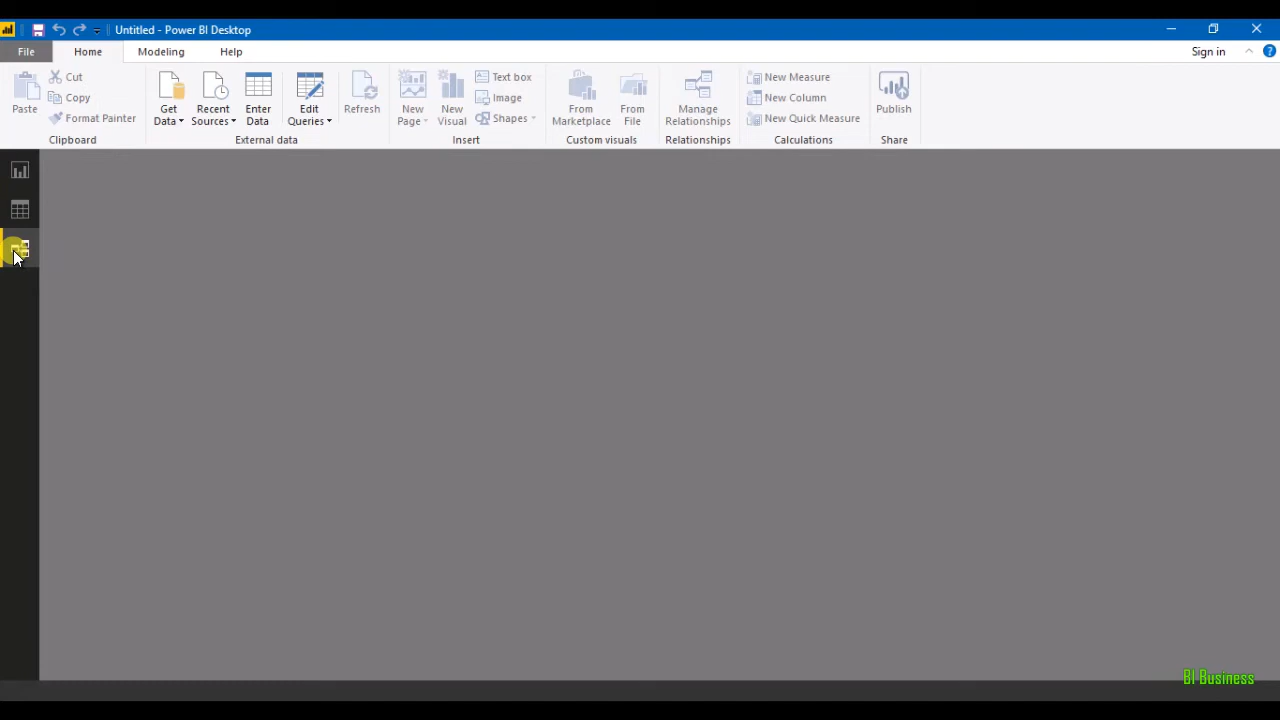 Untitled - Power BI Desktop
File Home Modeling Help Sign in
Paste
Cut
Copy
Format Painter
Clipboard
Get Data
Recent Sources
Enter Data
Edit Queries
Refresh
External data
New Page
New Visual
Text box
Image
Shapes
Insert
From Marketplace
From File
Custom visuals
Manage Relationships
Relationships
New Measure
New Column
New Quick Measure
Calculations
Publish
Share
BI Business